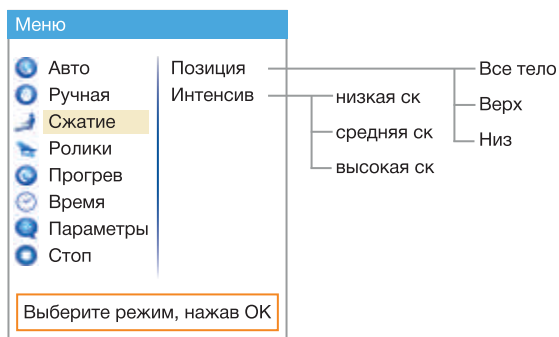 Меню
Авто
Ручная
Сжатие
Ролики
Прогрев
Время
Параметры
Стоп
Позиция
Интенсив
низкая ск
средняя ск
высокая ск
Все тело
Верх
Низ
Выберите режим, нажав ОК